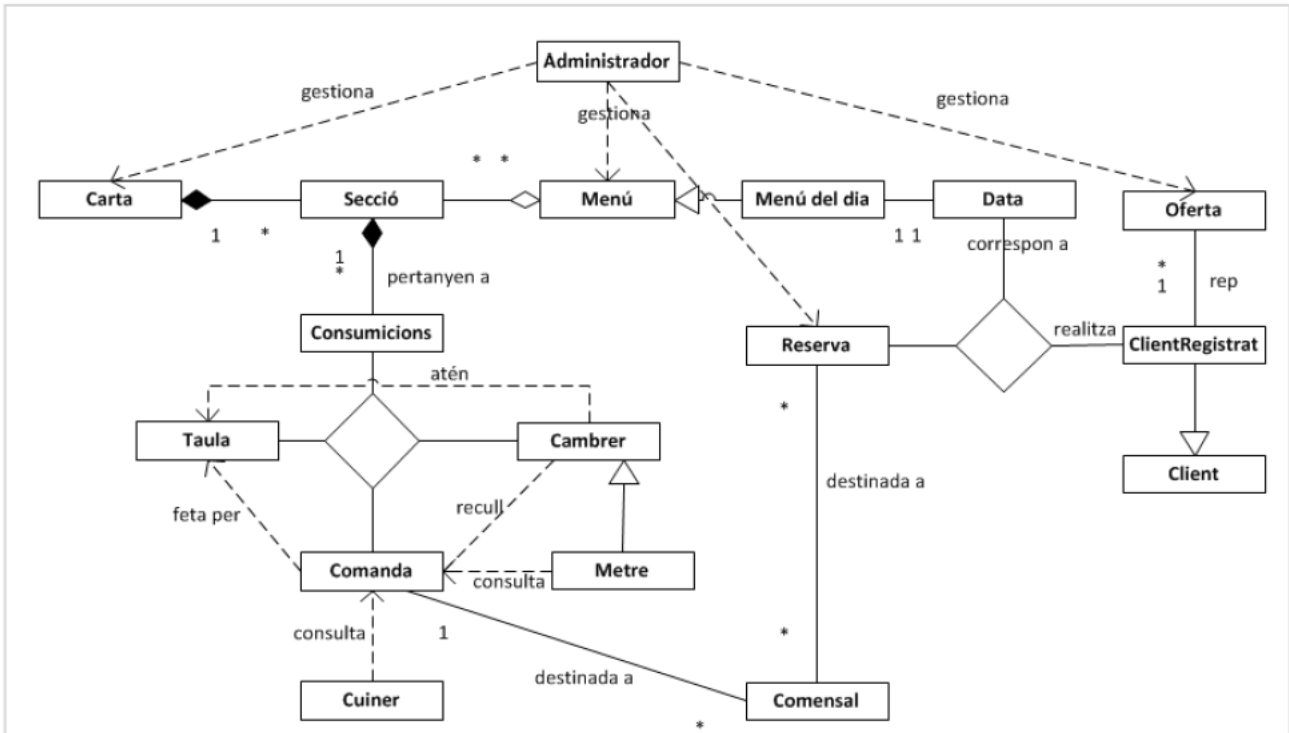 Administrador
gestiona
gestiona
gestiona
* *
Carta
Secció
Menú
Menú del dia
Data
Oferta
1 *
1 1
correspon a
1
*
pertanyen a
*
1
rep
Consumicions
Reserva
realitza
ClientRegistrat
atén
*
Taula
Cambrer
Client
destinada a
recull
feta per
Comanda
consulta
Metre
consulta
1
*
destinada a
Cuiner
Comensal
*